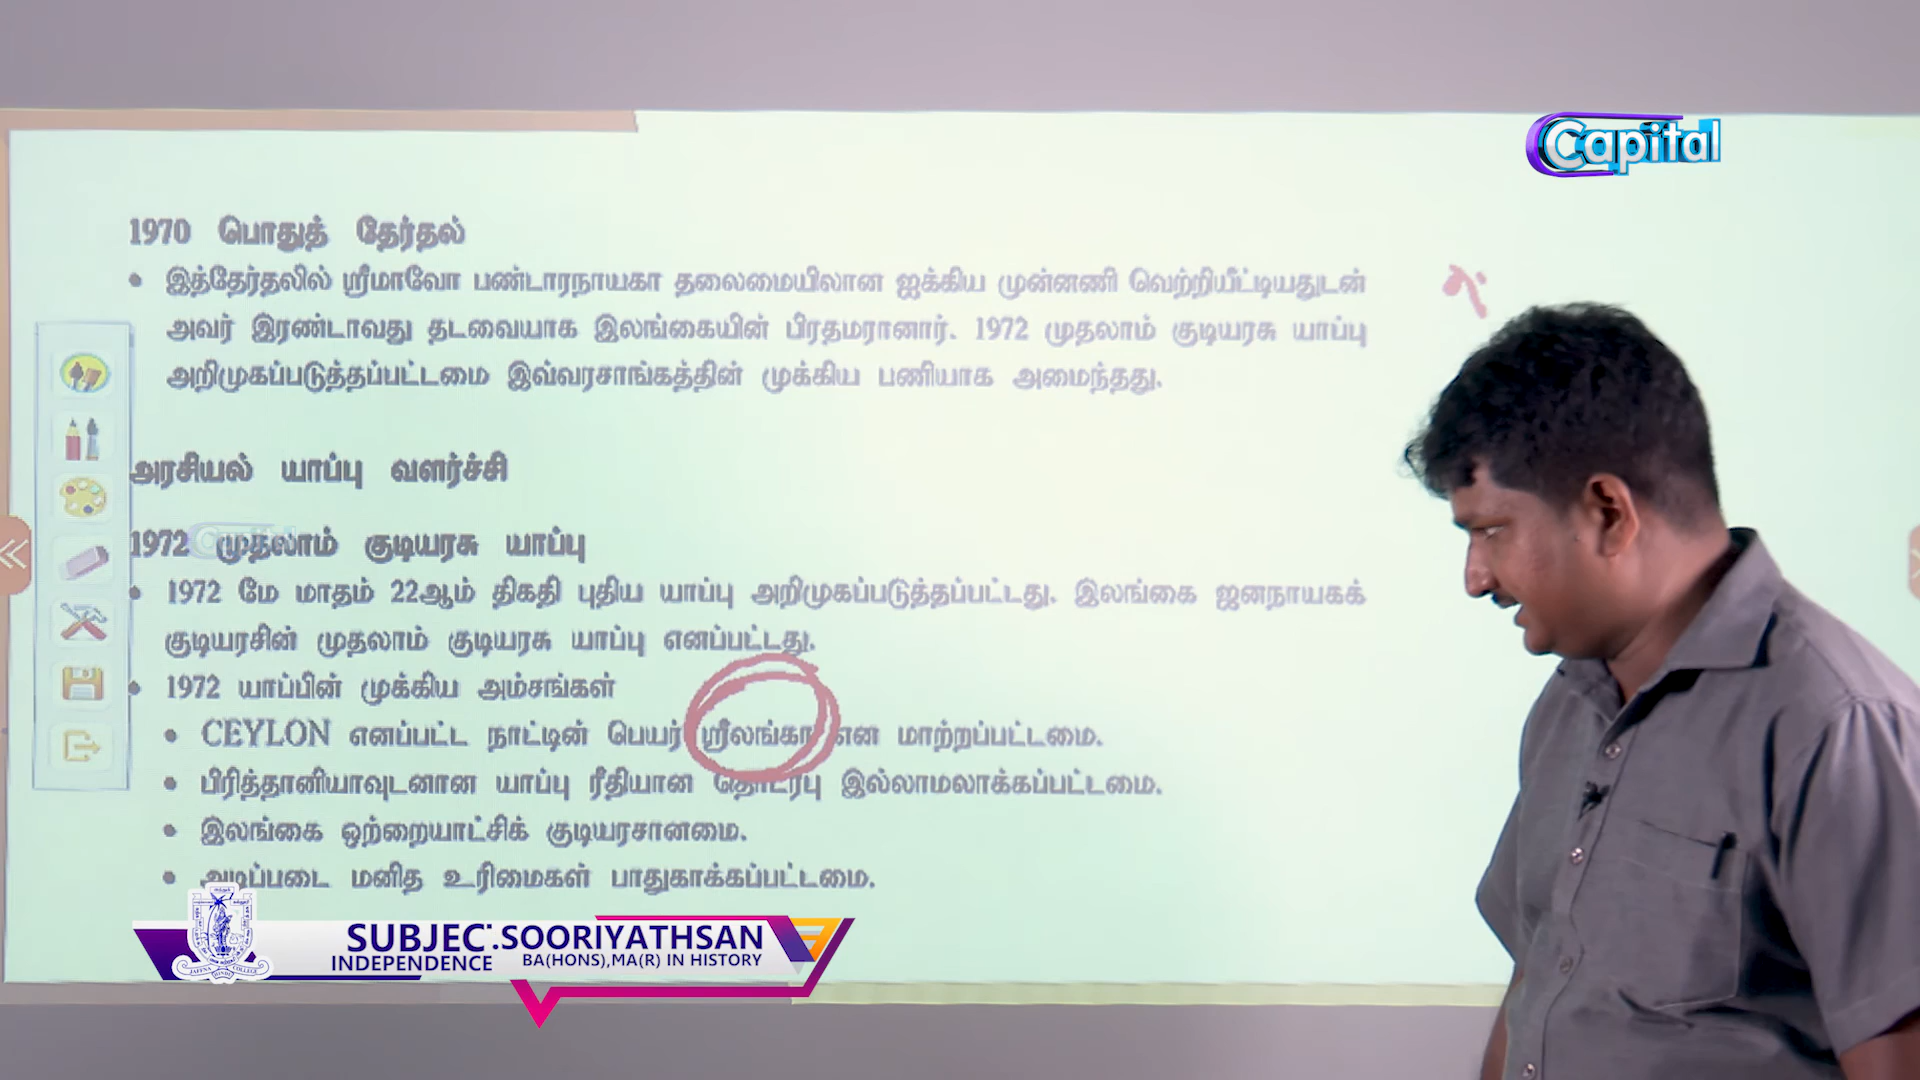 Capital
1970 பொதுத் தேர்தல்
• இத்தேர்தலில் ஸ்ரீமாவோ பண்டாரநாயகா தலைமையிலான ஐக்கிய முன்னணி வெற்றியீட்டியதுடன்
அவர் இரண்டாவது தடவையாக இலங்கையின் பிரதமரானார். 1972 முதலாம் குடியரசு யாப்பு
அறிமுகப்படுத்தப்பட்டமை இவ்வரசாங்கத்தின் முக்கிய பணியாக அமைந்தது.
அரசியல் யாப்பு வளர்ச்சி
1972 முதலாம் குடியரசு யாப்பு
• 1972 மே மாதம் 22ஆம் திகதி புதிய யாப்பு அறிமுகப்படுத்தப்பட்டது. இலங்கை ஜனநாயகக்
குடியரசின் முதலாம் குடியரசு யாப்பு எனப்பட்டது.
• 1972 யாப்பின் முக்கிய அம்சங்கள்
• CEYLON எனப்பட்ட நாட்டின் பெயர் ஸ்ரீலங்கா என மாற்றப்பட்டமை.
• பிரித்தானியாவுடனான யாப்பு ரீதியான தொடர்பு இல்லாமலாக்கப்பட்டமை.
• இலங்கை ஒற்றையாட்சிக் குடியரசானமை.
• அடிப்படை மனித உரிமைகள் பாதுகாக்கப்பட்டமை.
SUBJEC .SOORIYATHSAN
INDEPENDENCE BA(HONS),MA(R) IN HISTORY
JAFFNA HINDU COLLEGE